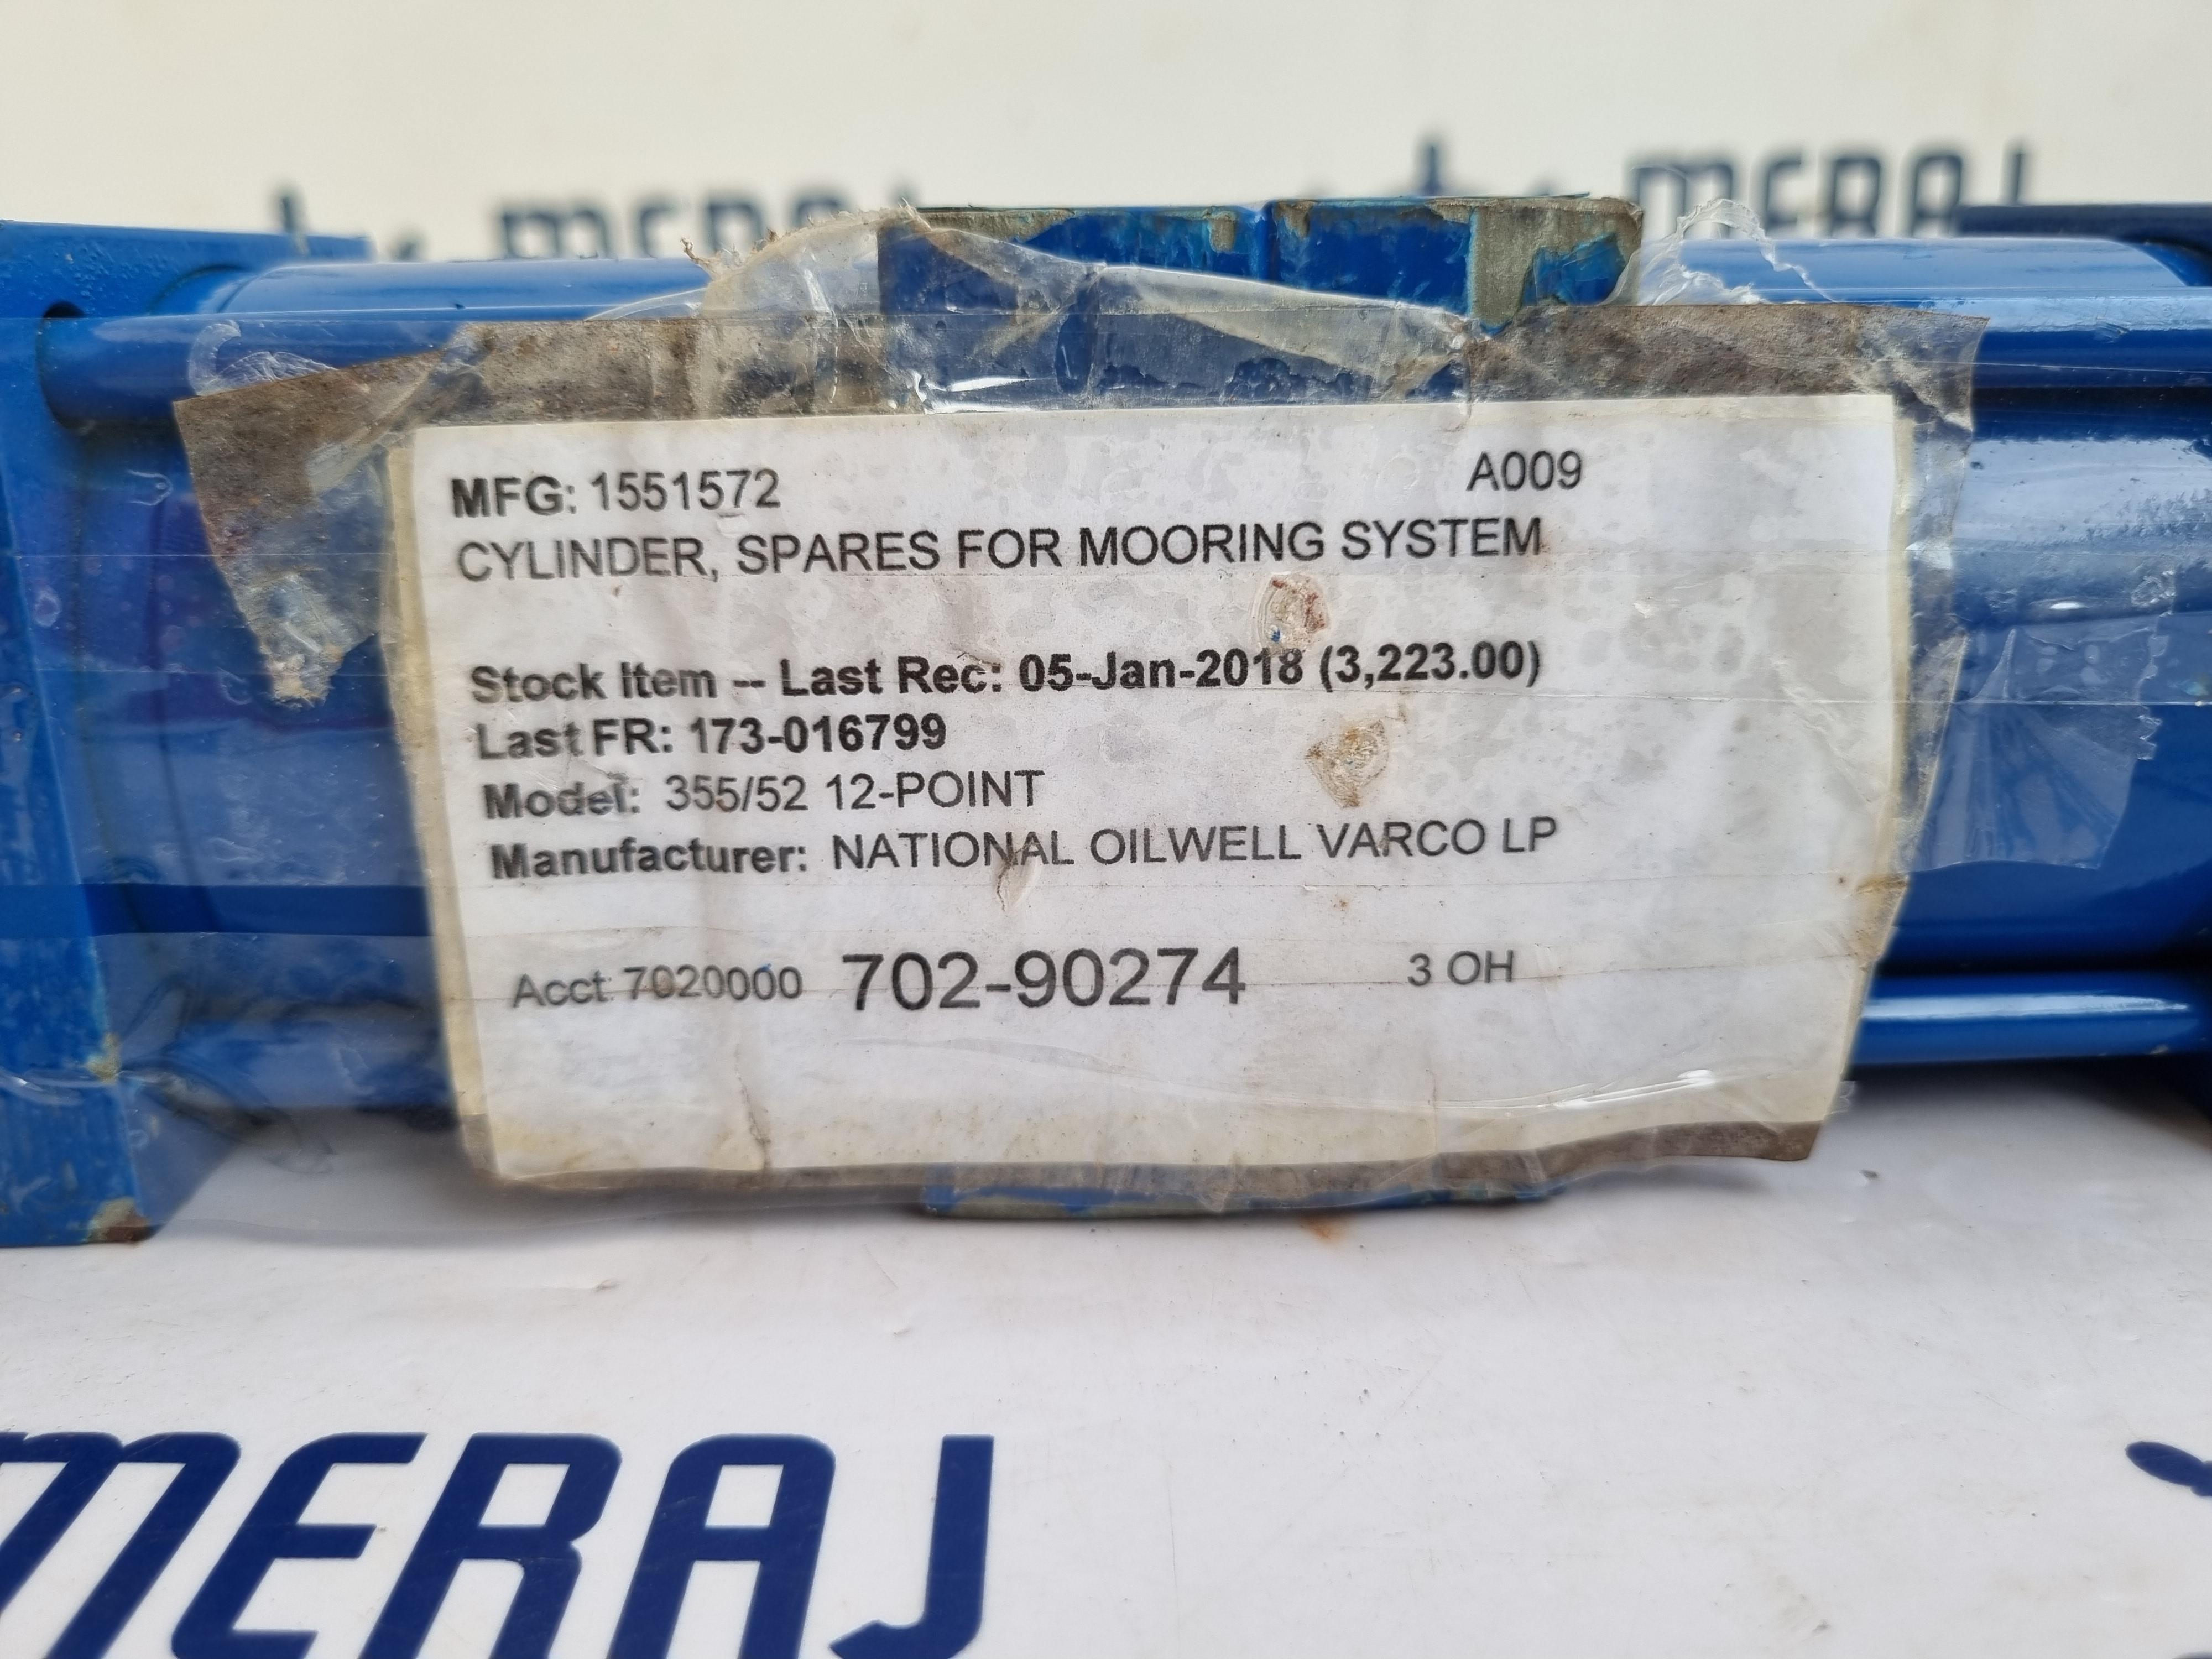 MERAJ
MERAJ
MFG: 1551572 A009
CYLINDER, SPARES FOR MOORING SYSTEM
Stock Item -- Last Rec: 05-Jan-2018 (3,223.00)
Last FR: 173-016799
Model: 355/52 12-POINT
Manufacturer: NATIONAL OILWELL VARCO LP
Acct 7020000 702-90274 3 OH
MERAJ